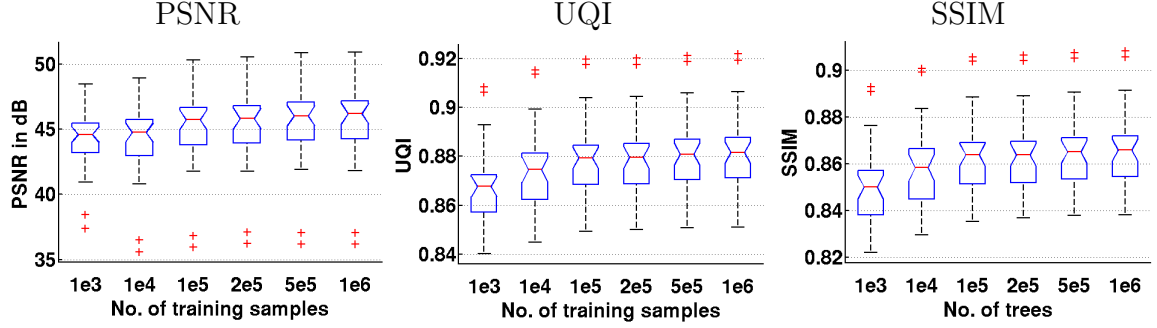 PSNR
UQI
SSIM
PSNR in dB
50
45
40
35
1e3 1e4 1e5 2e5 5e5 1e6
No. of training samples
UQI
0.92
0.9
0.88
0.86
0.84
1e3 1e4 1e5 2e5 5e5 1e6
No. of training samples
SSIM
0.9
0.88
0.86
0.84
0.82
1e3 1e4 1e5 2e5 5e5 1e6
No. of trees